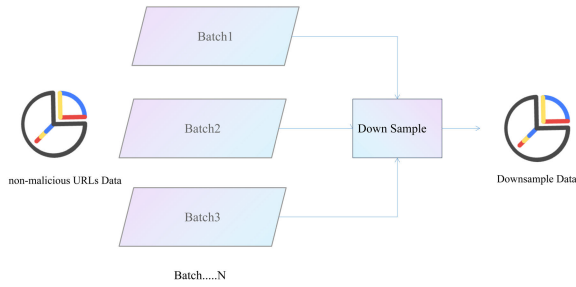 Batch1
Batch2
Down Sample
non-malicious URLs Data
Downsample Data
Batch3
Batch.....N